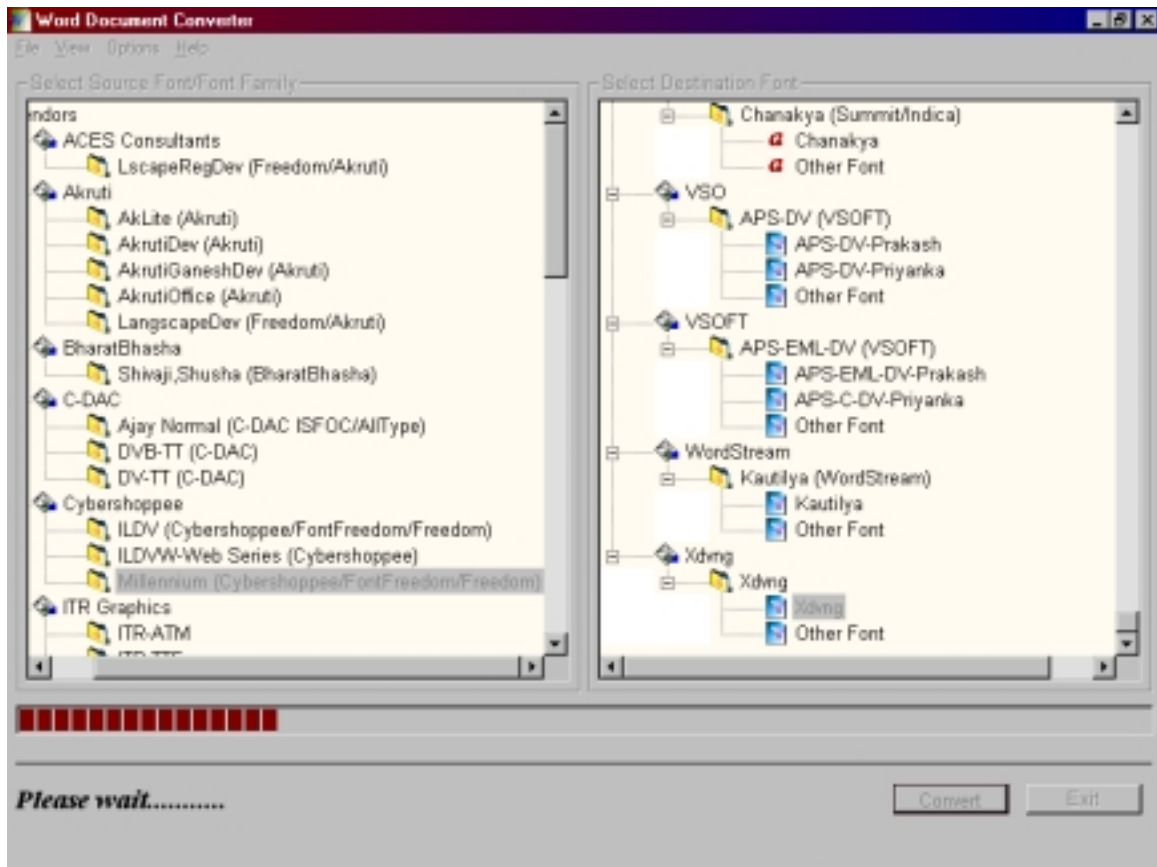 Word Document Converter
File View Options Help
Select Source Font/Font Family
endors
ACES Consultants
LscapeRegDev (Freedom/Akruti)
Akruti
AkLite (Akruti)
AkrutiDev (Akruti)
AkrutiGaneshDev (Akruti)
AkrutiOffice (Akruti)
LangscapeDev (Freedom/Akruti)
BharatBhasha
Shivaji,Shusha (BharatBhasha)
C-DAC
Ajay Normal (C-DAC ISFOC/AllType)
DVB-TT (C-DAC)
DV-TT (C-DAC)
Cybershoppee
ILDV (Cybershoppee/FontFreedom/Freedom)
ILDVW-Web Series (Cybershoppee)
Millennium (Cybershoppee/FontFreedom/Freedom)
ITR Graphics
ITR-ATM
ITR-TTF
Select Destination Font
Chanakya (Summit/Indica)
Chanakya
Other Font
VSO
APS-DV (VSOFT)
APS-DV-Prakash
APS-DV-Priyanka
Other Font
VSOFT
APS-EML-DV (VSOFT)
APS-EML-DV-Prakash
APS-C-DV-Priyanka
Other Font
WordStream
Kautilya (WordStream)
Kautilya
Other Font
Xdvng
Xdvng
Xdvng
Other Font
Please wait...........
Convert
Exit